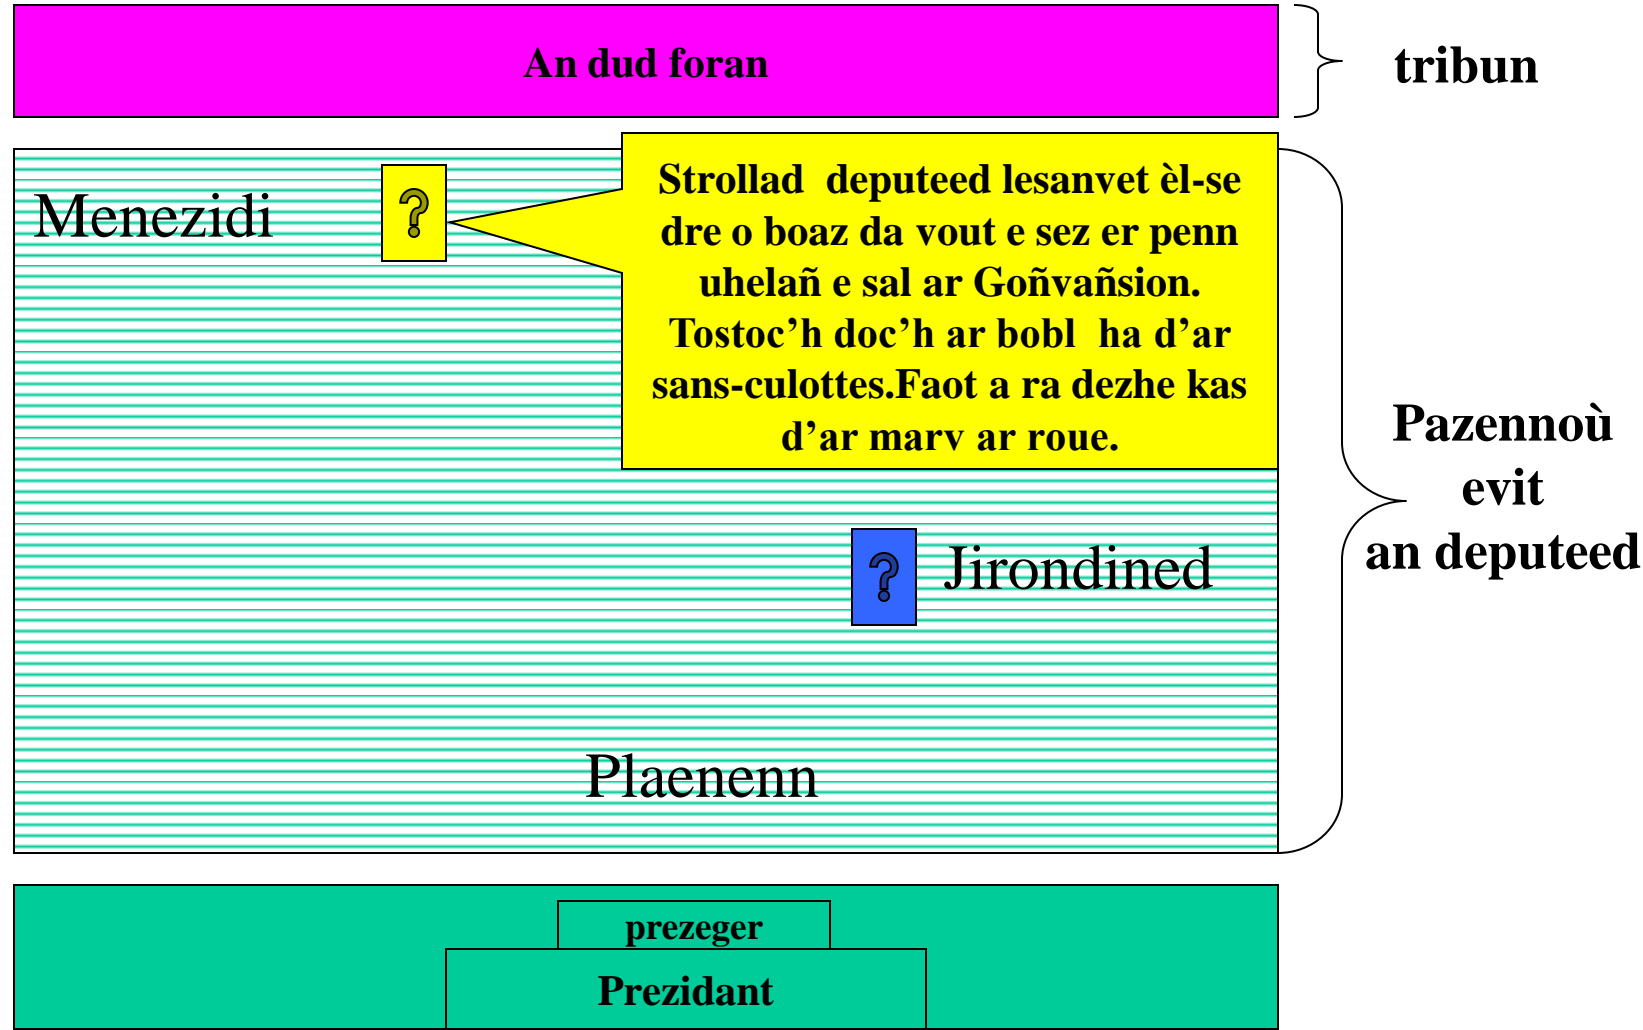 An dud foran
tribun
Menezidi
?
Strollad deputeed lesanvet èl-se
dre o boaz da vout e sez er penn
uhelañ e sal ar Goñvañsion.
Tostoc’h doc’h ar bobl ha d’ar
sans-culottes.Faot a ra dezhe kas
d’ar marv ar roue.
Pazennoù
evit
an deputeed
?
Jirondined
Plaenenn
prezeger
Prezidant